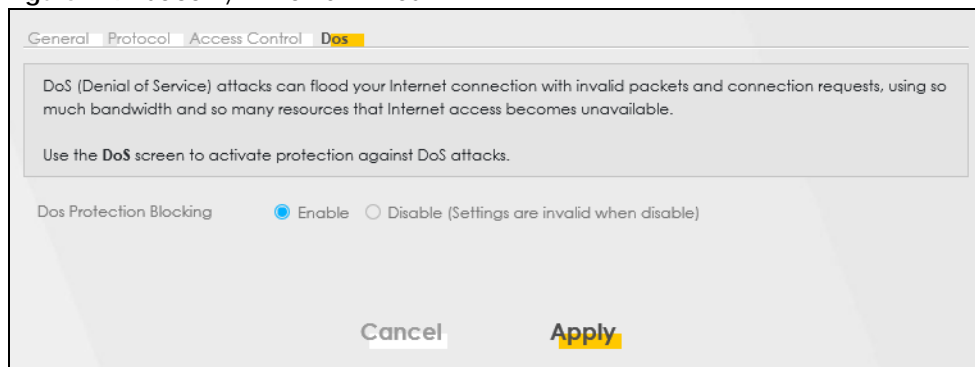 General Protocol Access Control Dos
DoS (Denial of Service) attacks can flood your Internet connection with invalid packets and connection requests, using so
much bandwidth and so many resources that Internet access becomes unavailable.
Use the DoS screen to activate protection against DoS attacks.
Dos Protection Blocking Enable Disable (Settings are invalid when disable)
Cancel Apply